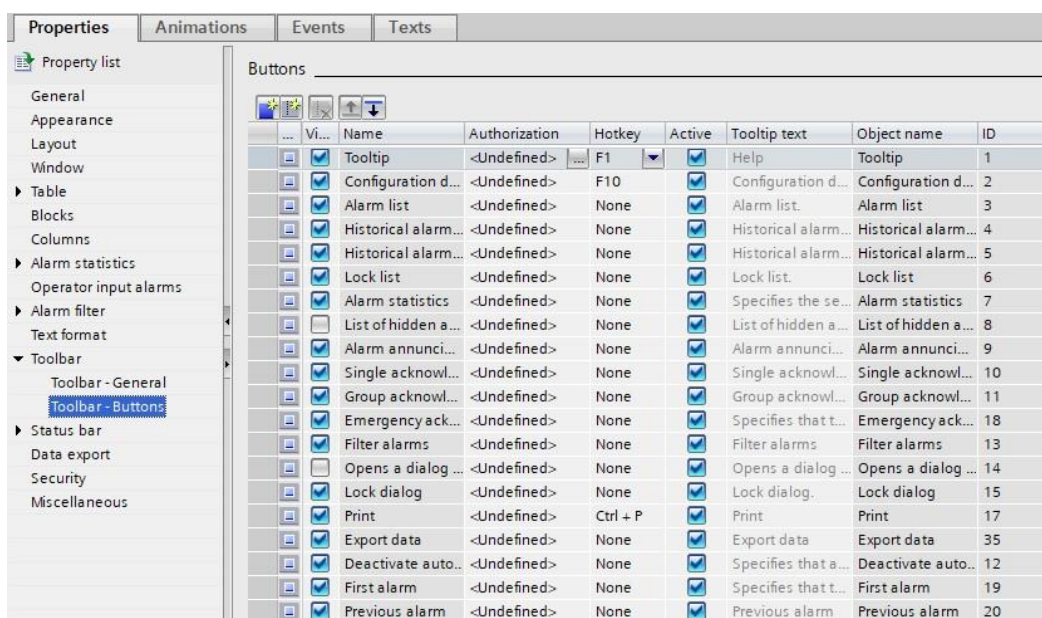 Properties Animations Events Texts
Property list
General
Appearance
Layout
Window
Table
Blocks
Columns
Alarm statistics
Operator input alarms
Alarm filter
Text format
Toolbar
Toolbar - General
Toolbar - Buttons
Status bar
Data export
Security
Miscellaneous
Buttons
... Vi... Name Authorization Hotkey Active Tooltip text Object name ID
Tooltip <Undefined> ... F1 Help Tooltip 1
Configuration d... <Undefined> F10 Configuration d... Configuration d... 2
Alarm list <Undefined> None Alarm list. Alarm list 3
Historical alarm... <Undefined> None Historical alarm... Historical alarm... 4
Historical alarm... <Undefined> None Historical alarm... Historical alarm... 5
Lock list <Undefined> None Lock list. Lock list 6
Alarm statistics <Undefined> None Specifies the se... Alarm statistics 7
List of hidden a... <Undefined> None List of hidden a... List of hidden a... 8
Alarm annunci... <Undefined> None Alarm annunci... Alarm annunci... 9
Single acknowl... <Undefined> None Single acknowl... Single acknowl... 10
Group acknowl... <Undefined> None Group acknowl... Group acknowl... 11
Emergency ack... <Undefined> None Specifies that t... Emergency ack... 18
Filter alarms <Undefined> None Filter alarms Filter alarms 13
Opens a dialog ... <Undefined> None Opens a dialog ... Opens a dialog ... 14
Lock dialog <Undefined> None Lock dialog. Lock dialog 15
Print <Undefined> Ctrl + P Print Print 17
Export data <Undefined> None Export data Export data 35
Deactivate auto.. <Undefined> None Specifies that a... Deactivate auto.. 12
First alarm <Undefined> None Specifies that t... First alarm 19
Previous alarm <Undefined> None Previous alarm Previous alarm 20